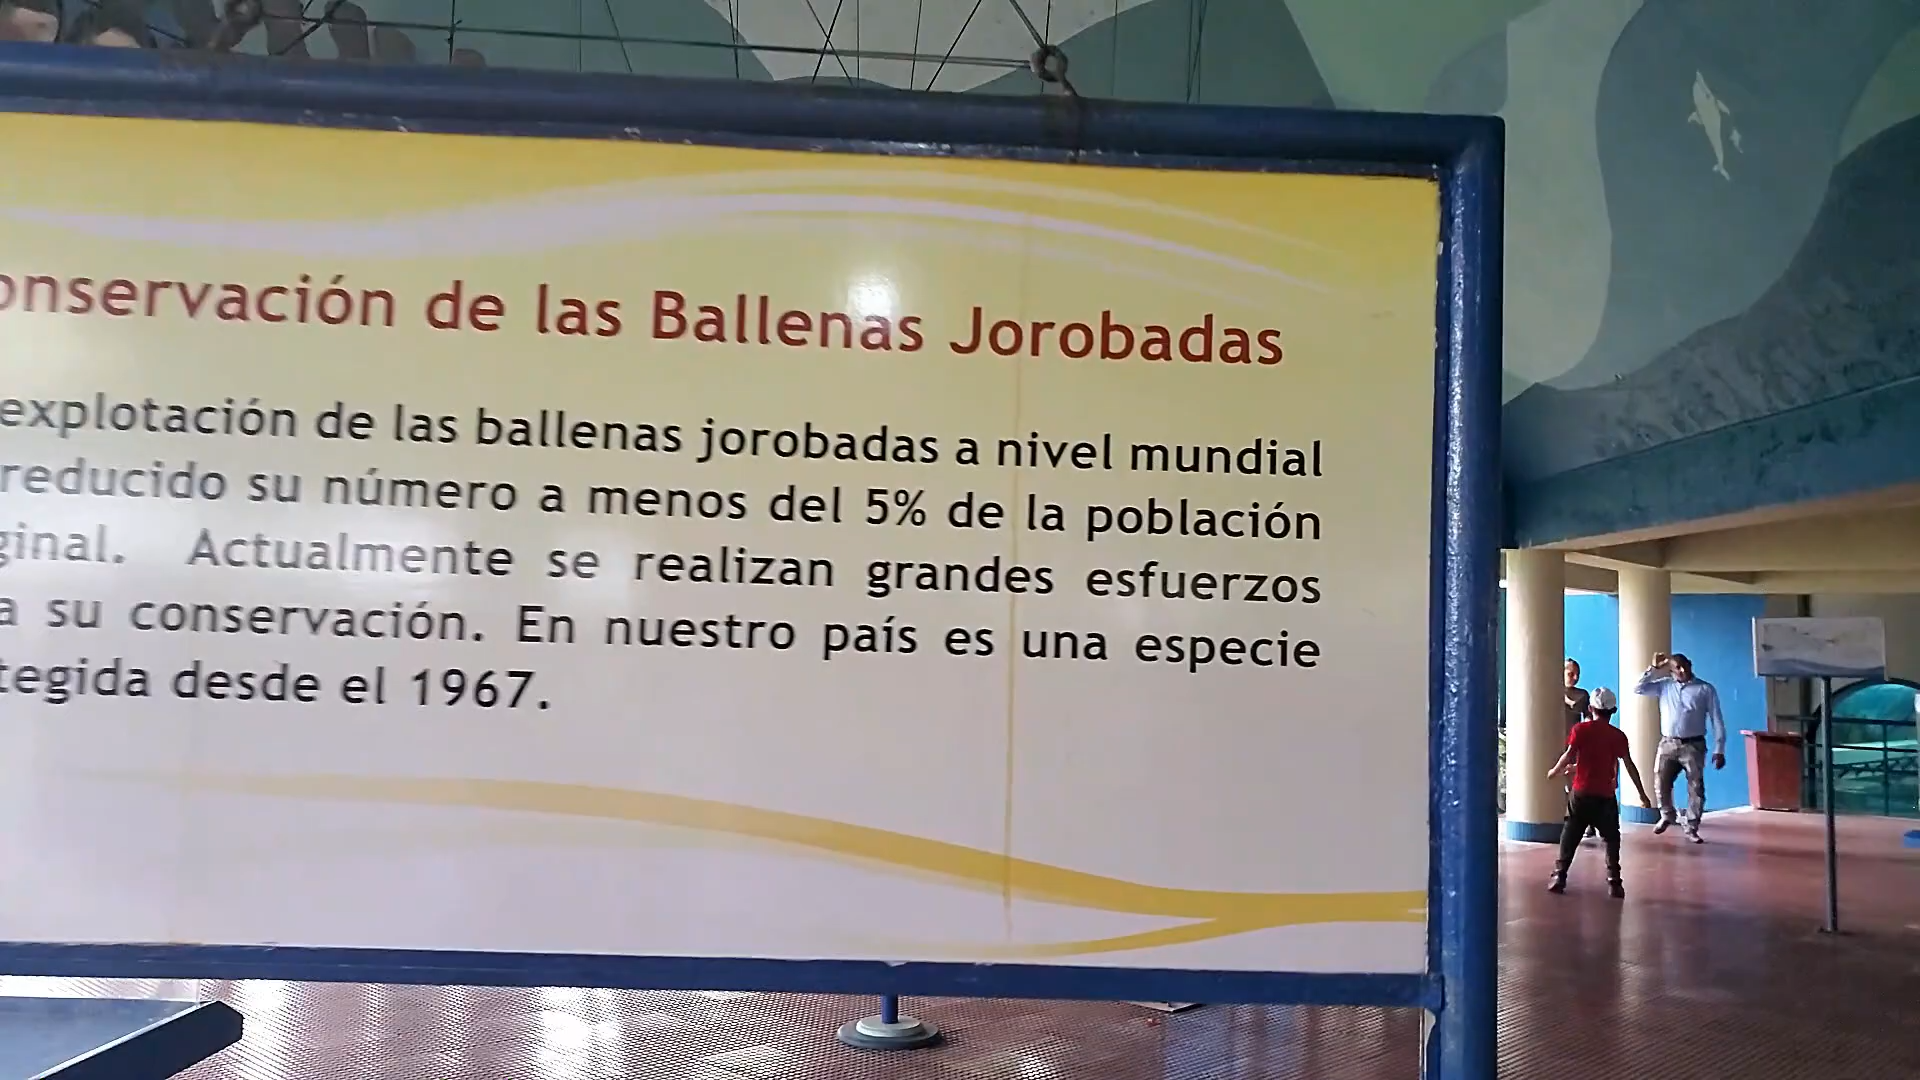 onservación de las Ballenas Jorobadas
explotación de las ballenas jorobadas a nivel mundial
reducido su número a menos del 5% de la población
ginal. Actualmente se realizan grandes esfuerzos
a su conservación. En nuestro país es una especie
tegida desde el 1967.